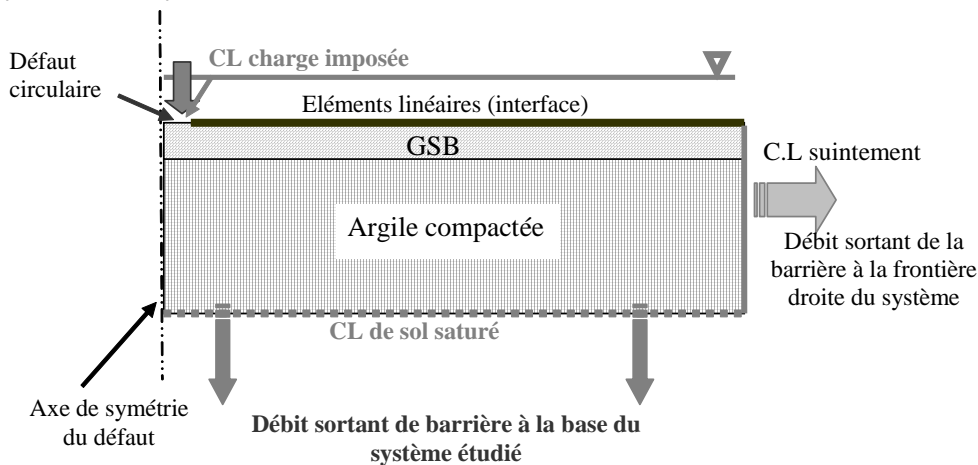 CL charge imposée
Défaut
circulaire
Eléments linéaires (interface)
GSB
C.L suintement
Argile compactée
Débit sortant de la
barrière à la frontière
droite du système
CL de sol saturé
Axe de symétrie
du défaut
Débit sortant de barrière à la base du
système étudié